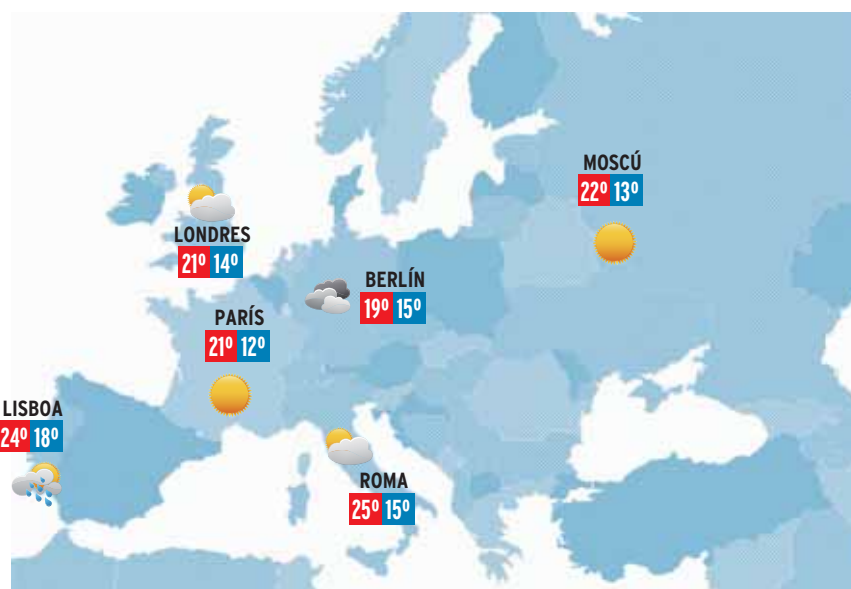 MOSCÚ
22º 13º
LONDRES
21º 14º
BERLÍN
19º 15º
PARÍS
21º 12º
LISBOA
24º 18º
ROMA
25º 15º